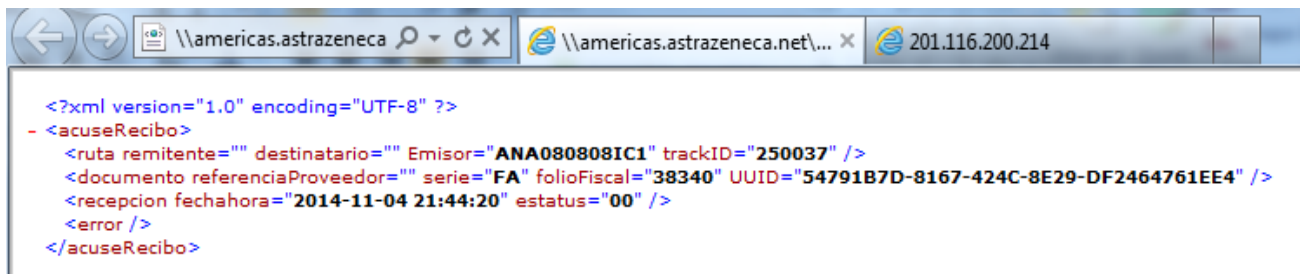 \\americas.astrazeneca
\\americas.astrazeneca.net\...
201.116.200.214
<?xml version="1.0" encoding="UTF-8" ?>
- <acuseRecibo>
<ruta remitente="" destinatario="" Emisor="ANA080808IC1" trackID="250037" />
<documento referenciaProveedor="" serie="FA" folioFiscal="38340" UUID="54791B7D-8167-424C-8E29-DF2464761EE4" />
<recepcion fechahora="2014-11-04 21:44:20" estatus="00" />
<error />
</acuseRecibo>